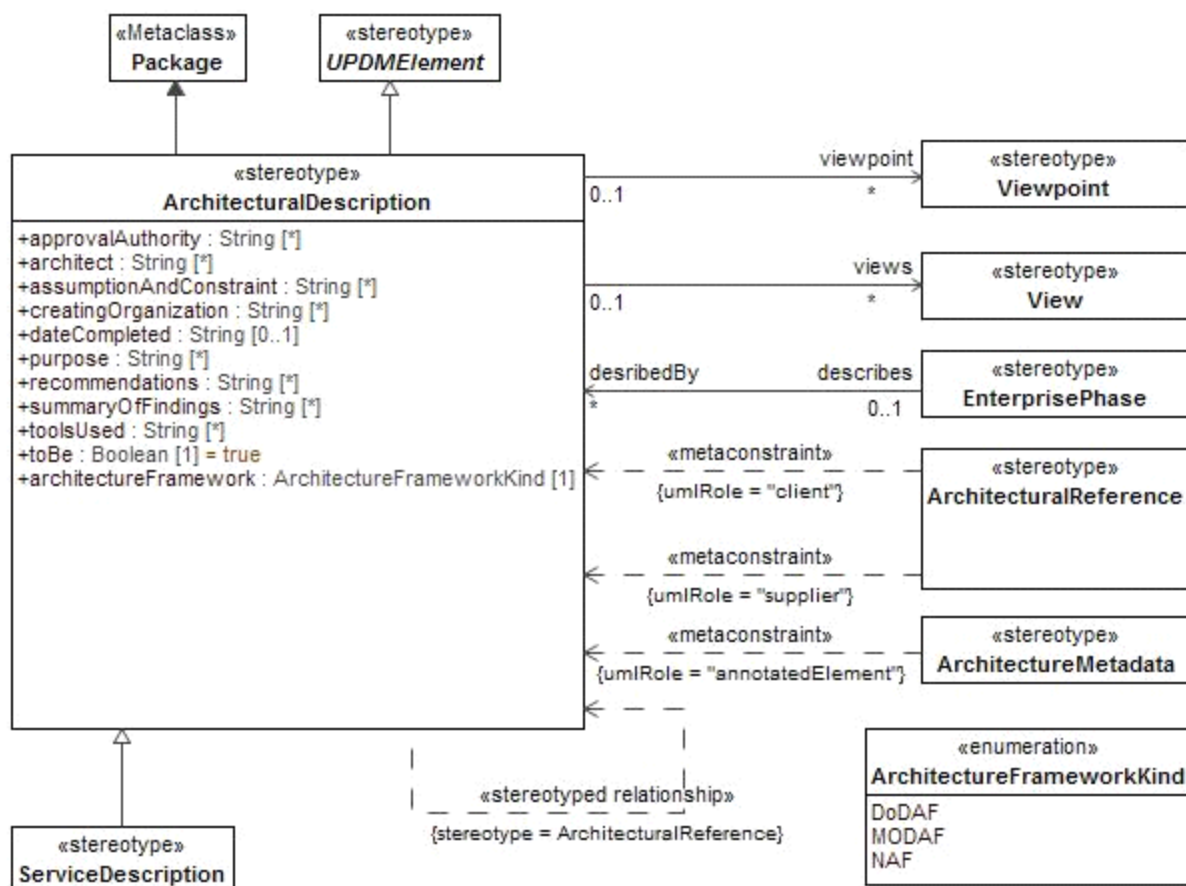 «Metaclass»
Package
«stereotype»
UPDMElement
«stereotype»
ArchitecturalDescription
+approvalAuthority : String [*]
+architect : String [*]
+assumptionAndConstraint : String [*]
+creatingOrganization : String [*]
+dateCompleted : String [0..1]
+purpose : String [*]
+recommendations : String [*]
+summaryOfFindings : String [*]
+toolsUsed : String [*]
+toBe : Boolean [1] = true
+architectureFramework : ArchitectureFrameworkKind [1]
viewpoint
0..1
*
«stereotype»
Viewpoint
views
0..1
*
«stereotype»
View
desribedBy
describes
*
0..1
«stereotype»
EnterprisePhase
«metaconstraint»
{umlRole = "client"}
«stereotype»
ArchitecturalReference
«metaconstraint»
{umlRole = "supplier"}
«metaconstraint»
{umlRole = "annotatedElement"}
«stereotype»
ArchitectureMetadata
«stereotyped relationship»
{stereotype = ArchitecturalReference}
«enumeration»
ArchitectureFrameworkKind
DoDAF
MODAF
NAF
«stereotype»
ServiceDescription